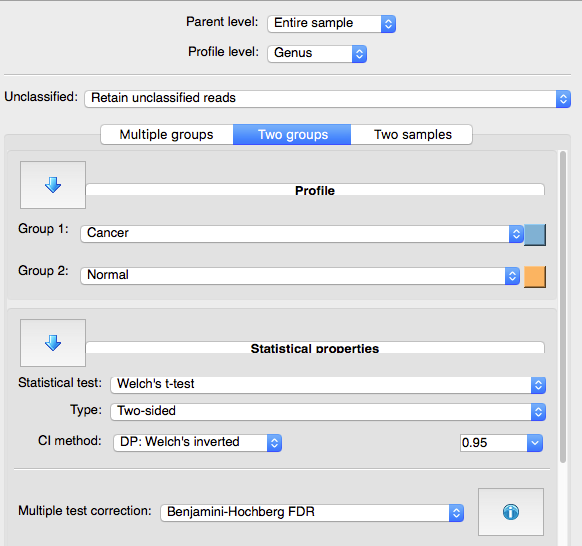 Parent level: Entire sample
Profile level: Genus
Unclassified: Retain unclassified reads
Multiple groups Two groups Two samples
Profile
Group 1: Cancer
Group 2: Normal
Statistical properties
Statistical test: Welch's t-test
Type: Two-sided
CI method: DP: Welch's inverted 0.95
Multiple test correction: Benjamini-Hochberg FDR